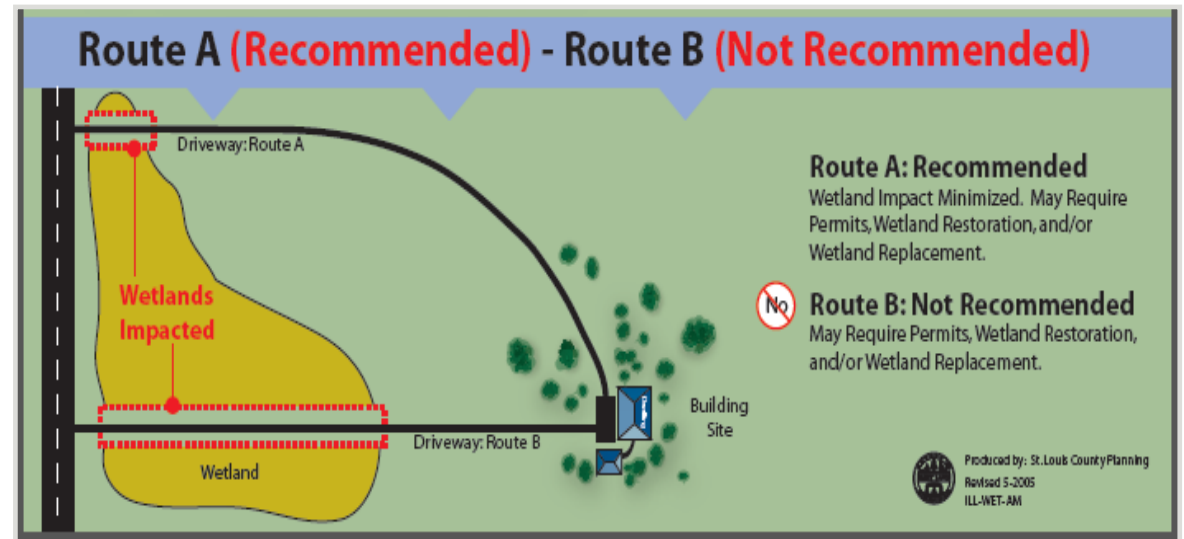 Route A (Recommended) - Route B (Not Recommended)
Driveway: Route A
Wetlands
Impacted
Wetland
Driveway: Route B
Building
Site
Route A: Recommended
Wetland Impact Minimized. May Require
Permits, Wetland Restoration, and/or
Wetland Replacement.
No
Route B: Not Recommended
May Require Permits, Wetland Restoration,
and/or Wetland Replacement.
Produced by: St. Louis County Planning
Revised 5-2005
ILL-WET-AM